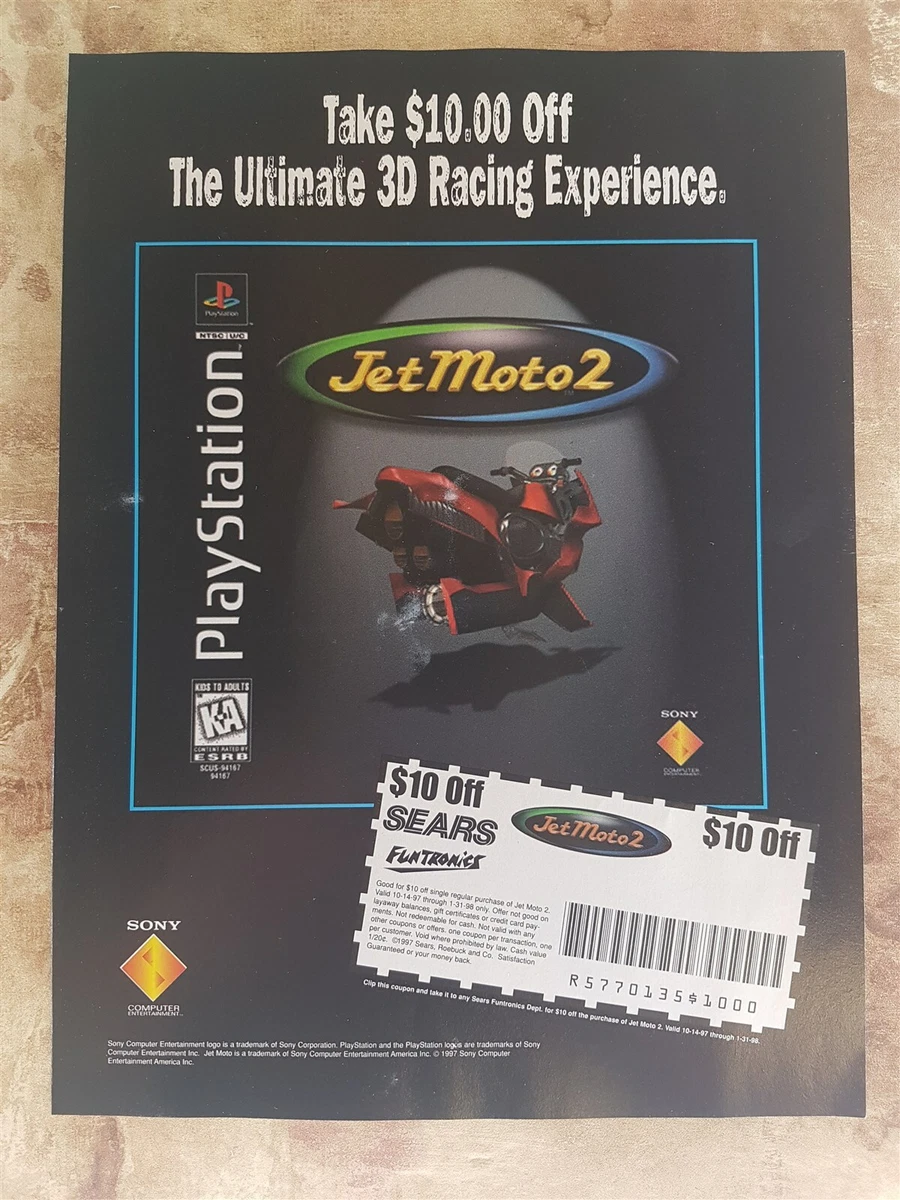 Take $10.00 Off
The Ultimate 3D Racing Experience.
PlayStation
NTSC U/C
PlayStation
Jet Moto 2
TM
KIDS TO ADULTS
K-A
CONTENT RATED BY
ESRB
SCUS-94167
94167
SONY
COMPUTER
ENTERTAINMENT
$10 Off
SEARS
FUNTRONICS
Jet Moto 2
$10 Off
Good for $10 off single regular purchase of Jet Moto 2.
Valid 10-14-97 through 1-31-98 only. Offer not good on
layaway balances, gift certificates or credit card pay-
ments. Not redeemable for cash. Not valid with any
other coupons or offers. one coupon per transaction, one
per customer. Void where prohibited by law. Cash value
1/20¢. ©1997 Sears, Roebuck and Co. Satisfaction
Guaranteed or your money back.
R5770135$1000
Clip this coupon and take it to any Sears Funtronics Dept. for $10 off the purchase of Jet Moto 2. Valid 10-14-97 through 1-31-98.
SONY
COMPUTER
ENTERTAINMENT
Sony Computer Entertainment logo is a trademark of Sony Corporation. PlayStation and the PlayStation logos are trademarks of Sony
Computer Entertainment Inc. Jet Moto is a trademark of Sony Computer Entertainment America Inc. © 1997 Sony Computer
Entertainment America Inc.